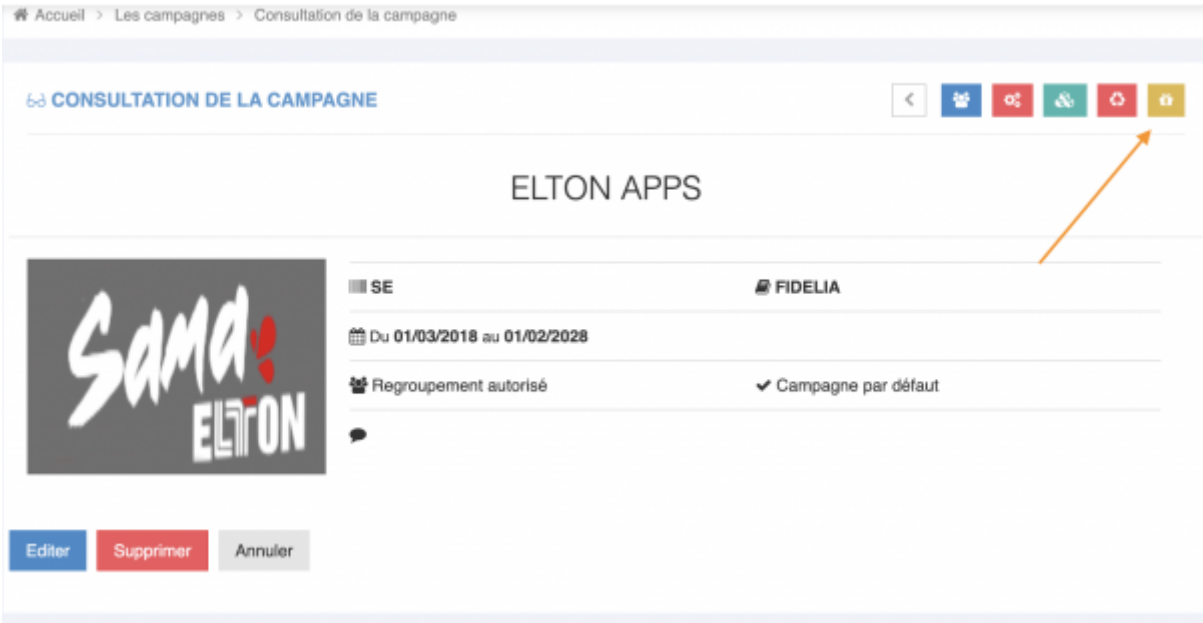 Accueil > Les campagnes > Consultation de la campagne
CONSULTATION DE LA CAMPAGNE
ELTON APPS
Sama
ELTON
SE
FIDELIA
Du 01/03/2018 au 01/02/2028
Regroupement autorisé
Campagne par défaut
Editer
Supprimer
Annuler